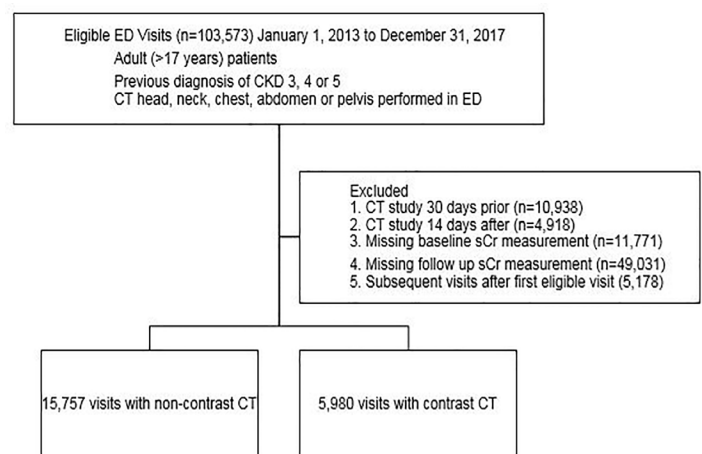 Eligible ED Visits (n=103,573) January 1, 2013 to December 31, 2017
Adult (>17 years) patients
Previous diagnosis of CKD 3, 4 or 5
CT head, neck, chest, abdomen or pelvis performed in ED
Excluded
1. CT study 30 days prior (n=10,938)
2. CT study 14 days after (n=4,918)
3. Missing baseline sCr measurement (n=11,771)
4. Missing follow up sCr measurement (n=49,031)
5. Subsequent visits after first eligible visit (5,178)
15,757 visits with non-contrast CT
5,980 visits with contrast CT